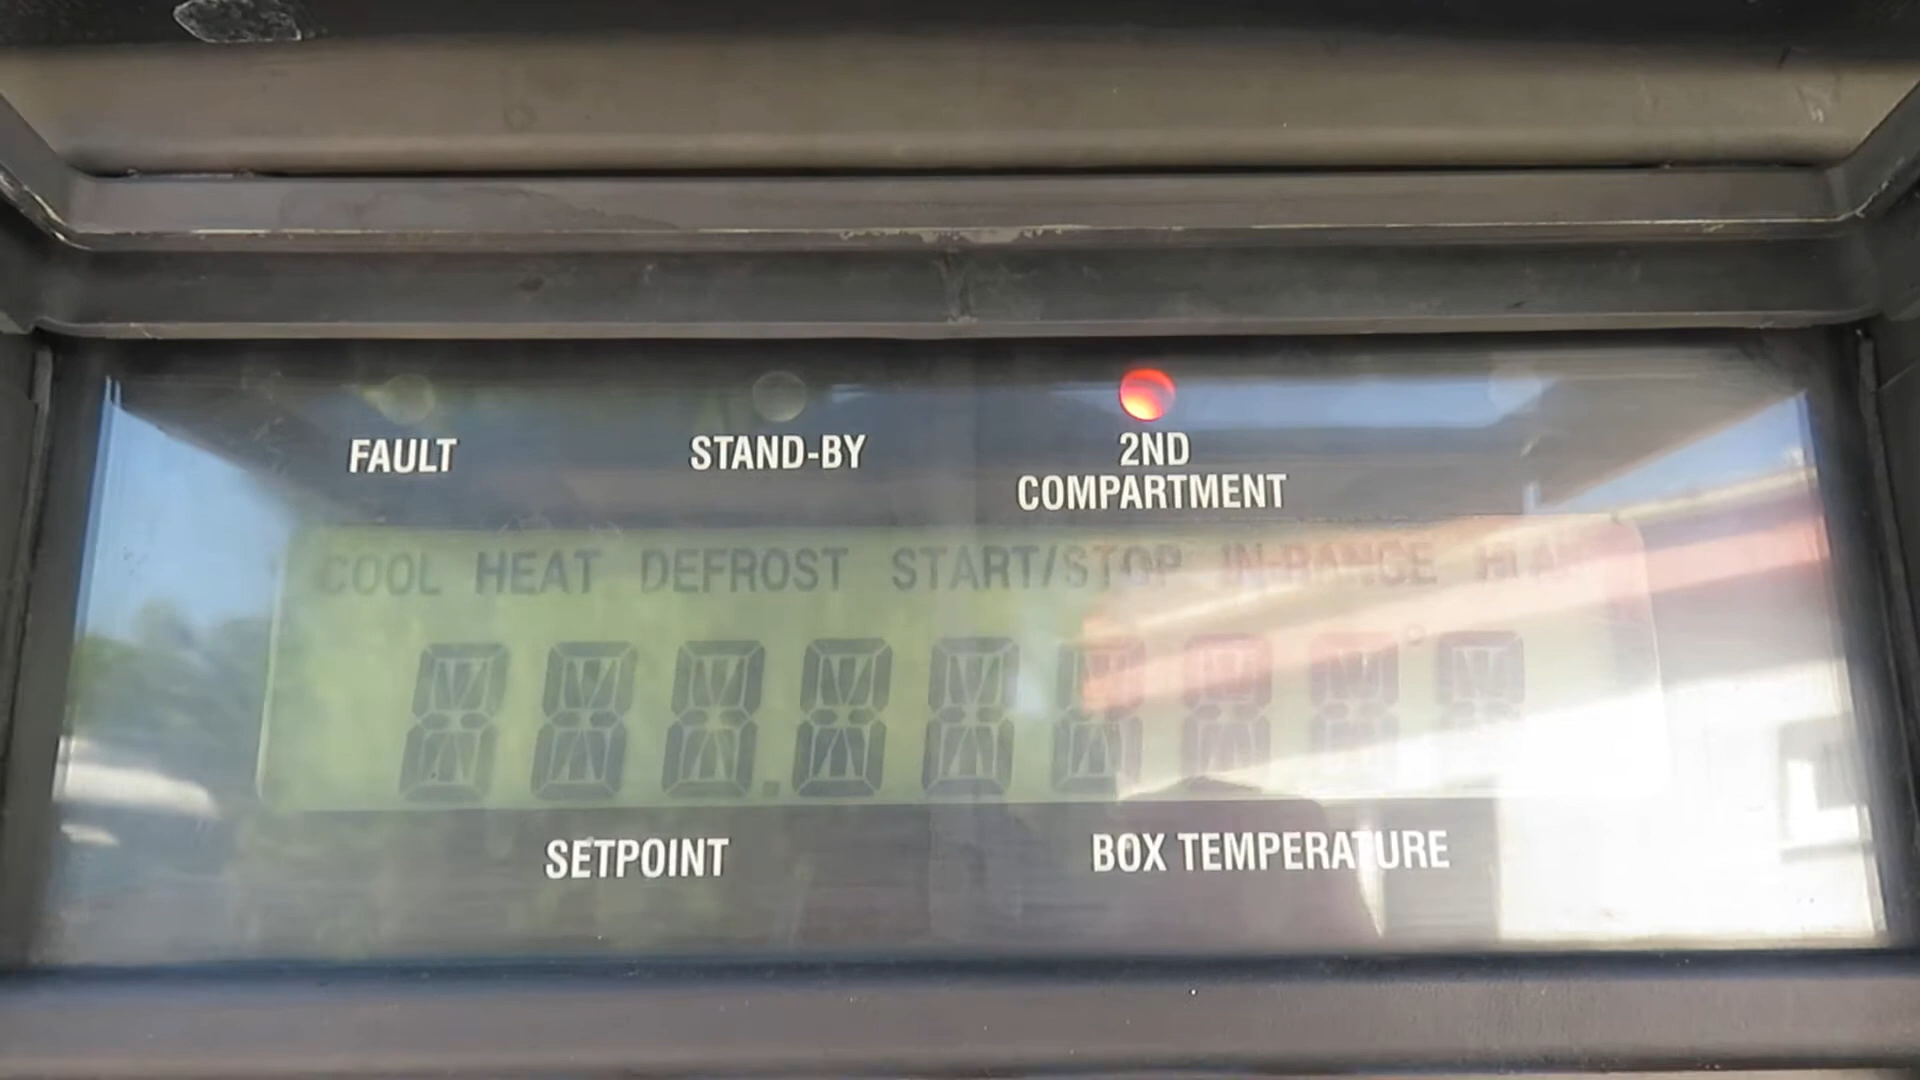 FAULT STAND-BY 2ND
COMPARTMENT
COOL HEAT DEFROST START/STOP IN-RANGE
SETPOINT BOX TEMPERATURE